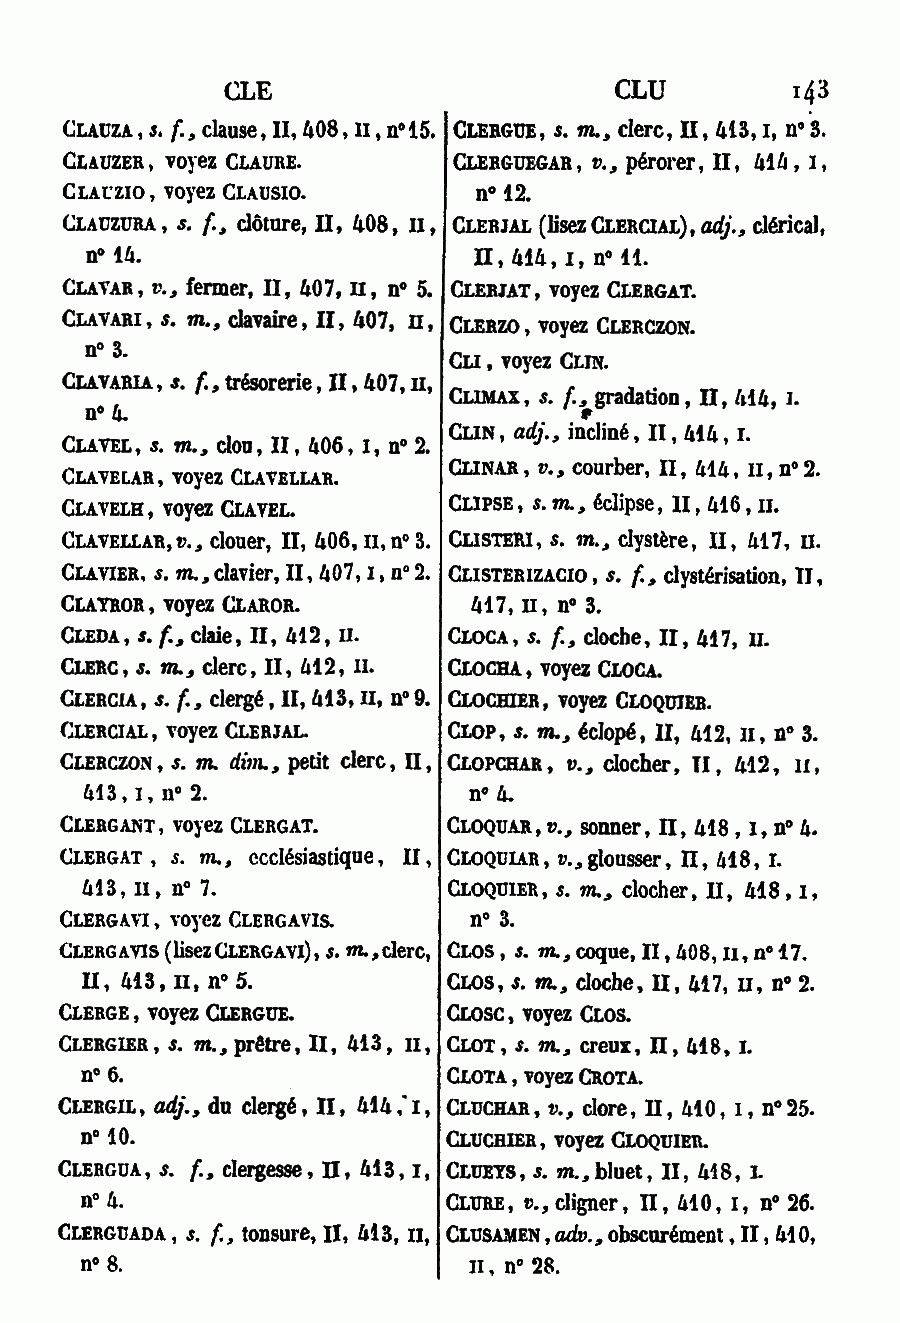 CLE
CLU 143
CLAUZA, s. f., clause, II, 408, II, n° 15.
CLAUZER, voyez CLAURE.
CLAUZIO, voyez CLAUSIO.
CLAUZURA, s. f., clôture, II, 408, II,
n° 14.
CLAVAR, v., fermer, II, 407, II, n° 5.
CLAVARI, s. m., clavaire, II, 407, II,
n° 3.
CLAVARIA, s. f., trésorerie, II, 407, II,
n° 4.
CLAVEL, s. m., clou, II, 406, I, n° 2.
CLAVELAR, voyez CLAVELLAR.
CLAVELH, voyez CLAVEL.
CLAVELLAR, v., clouer, II, 406, II, n° 3.
CLAVIER, s. m., clavier, II, 407, I, n° 2.
CLAYROR, voyez CLAROR.
CLEDA, s. f., claie, II, 412, II.
CLERC, s. m., clerc, II, 412, II.
CLERCIA, s. f., clergé, II, 413, II, n° 9.
CLERCIAL, voyez CLERJAL.
CLERCZON, s. m. dim., petit clerc, II,
413, I, n° 2.
CLERGANT, voyez CLERGAT.
CLERGAT, s. m., ecclésiastique, II,
413, II, n° 7.
CLERGAVI, voyez CLERGAVIS.
CLERGAVIS (lisez CLERGAVI), s. m., clerc,
II, 413, II, n° 5.
CLERGE, voyez CLERGUE.
CLERGIER, s. m., prêtre, II, 413, II,
n° 6.
CLERGIL, adj., du clergé, II, 414, I,
n° 10.
CLERGUA, s. f., clergesse, II, 413, I,
n° 4.
CLERGUADA, s. f., tonsure, II, 413, II,
n° 8.
CLERGUE, s. m., clerc, II, 413, I, n° 3.
CLERGUEGAR, v., pérorer, II, 414, I,
n° 12.
CLERJAL (lisez CLERCIAL), adj., clérical,
II, 414, I, n° 11.
CLERJAT, voyez CLERGAT.
CLERZO, voyez CLERCZON.
CLI, voyez CLIN.
CLIMAX, s. f., gradation, II, 414, I.
CLIN, adj., incliné, II, 414, I.
CLINAR, v., courber, II, 414, II, n° 2.
CLIPSE, s. m., éclipse, II, 416, II.
CLISTERI, s. m., clystère, II, 417, II.
CLISTERIZACIO, s. f., clystérisation, II,
417, II, n° 3.
CLOCA, s. f., cloche, II, 417, II.
CLOCHA, voyez CLOCA.
CLOCHIER, voyez CLOQUIER.
CLOP, s. m., éclopé, II, 412, II, n° 3.
CLOPCHAR, v., clocher, II, 412, II,
n° 4.
CLOQUAR, v., sonner, II, 418, I, n° 4.
CLOQUIAR, v., glousser, II, 418, I.
CLOQUIER, s. m., clocher, II, 418, I,
n° 3.
CLOS, s. m., coque, II, 408, II, n° 17.
CLOS, s. m., cloche, II, 417, II, n° 2.
CLOSC, voyez CLOS.
CLOT, s. m., creux, II, 418, I.
CLOTA, voyez CROTA.
CLUCHAR, v., clore, II, 410, I, n° 25.
CLUCHIER, voyez CLOQUIER.
CLUEYS, s. m., bluet, II, 418, I.
CLURE, v., cligner, II, 410, I, n° 26.
CLUSAMEN, adv., obscurément, II, 410,
II, n° 28.